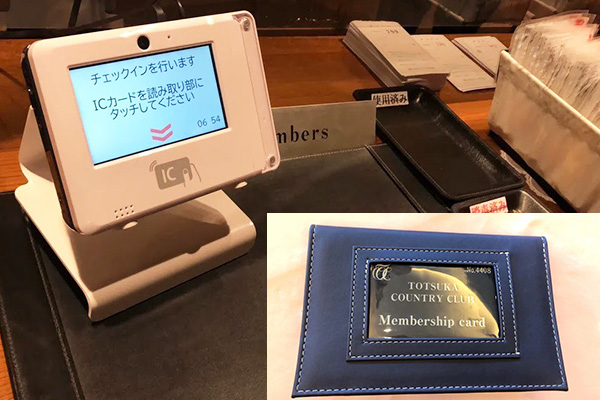 チェックインを行います
ICカードを読み取り部に
タッチしてください
06 54
IC
mbers
使用済み
No.4408
TOTSUKA
COUNTRY CLUB
Membership card